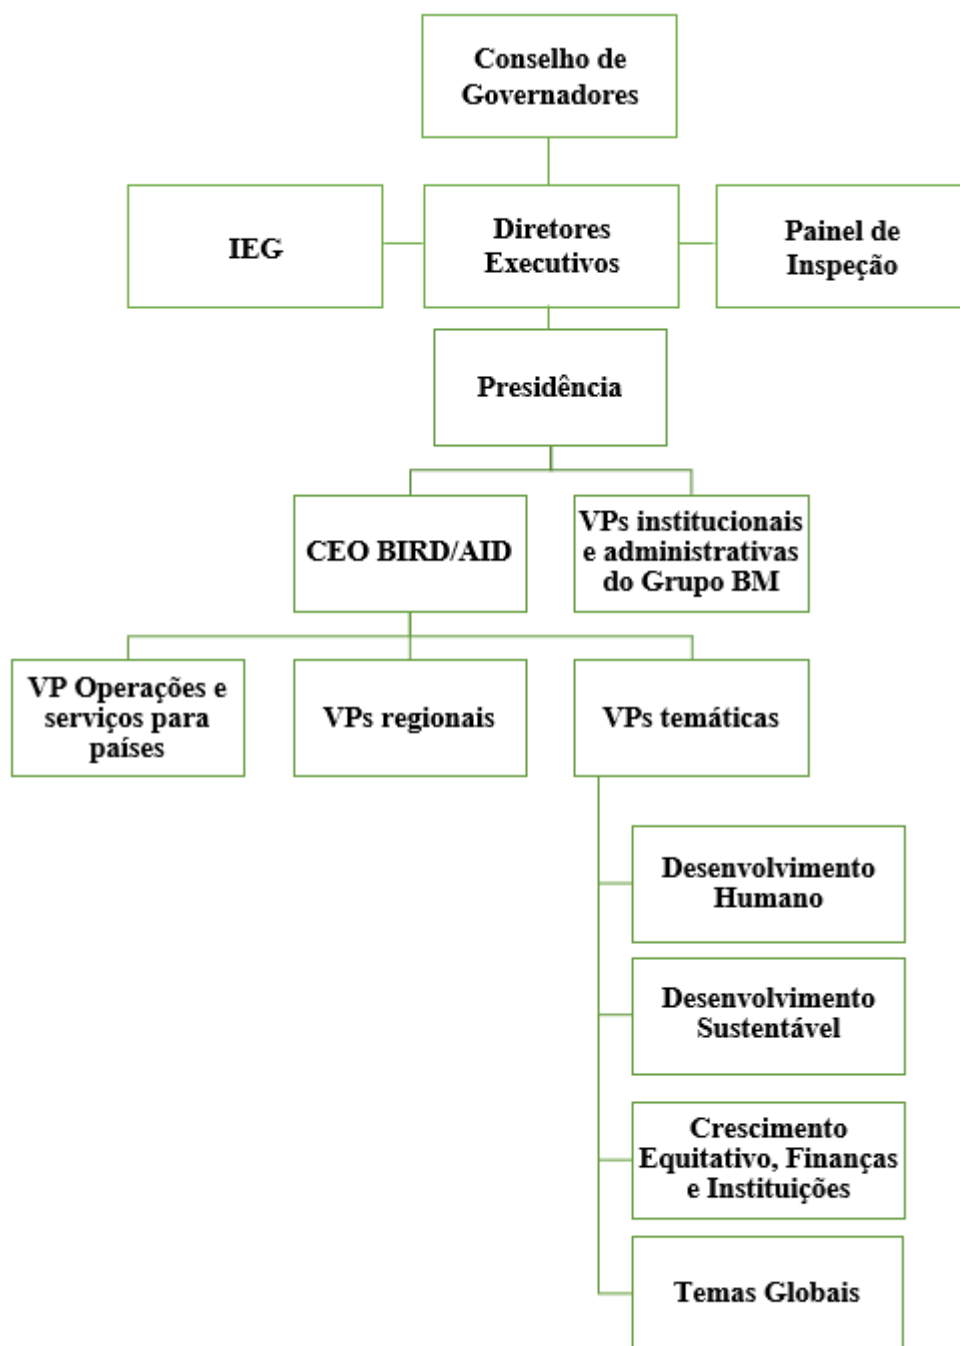 Conselho de
Governadores
IEG
Diretores
Executivos
Painel de
Inspeção
Presidência
CEO BIRD/AID
VPs institucionais
e administrativas
do Grupo BM
VP Operações e
serviços para
países
VPs regionais
VPs temáticas
Desenvolvimento
Humano
Desenvolvimento
Sustentável
Crescimento
Equitativo, Finanças
e Instituições
Temas Globais